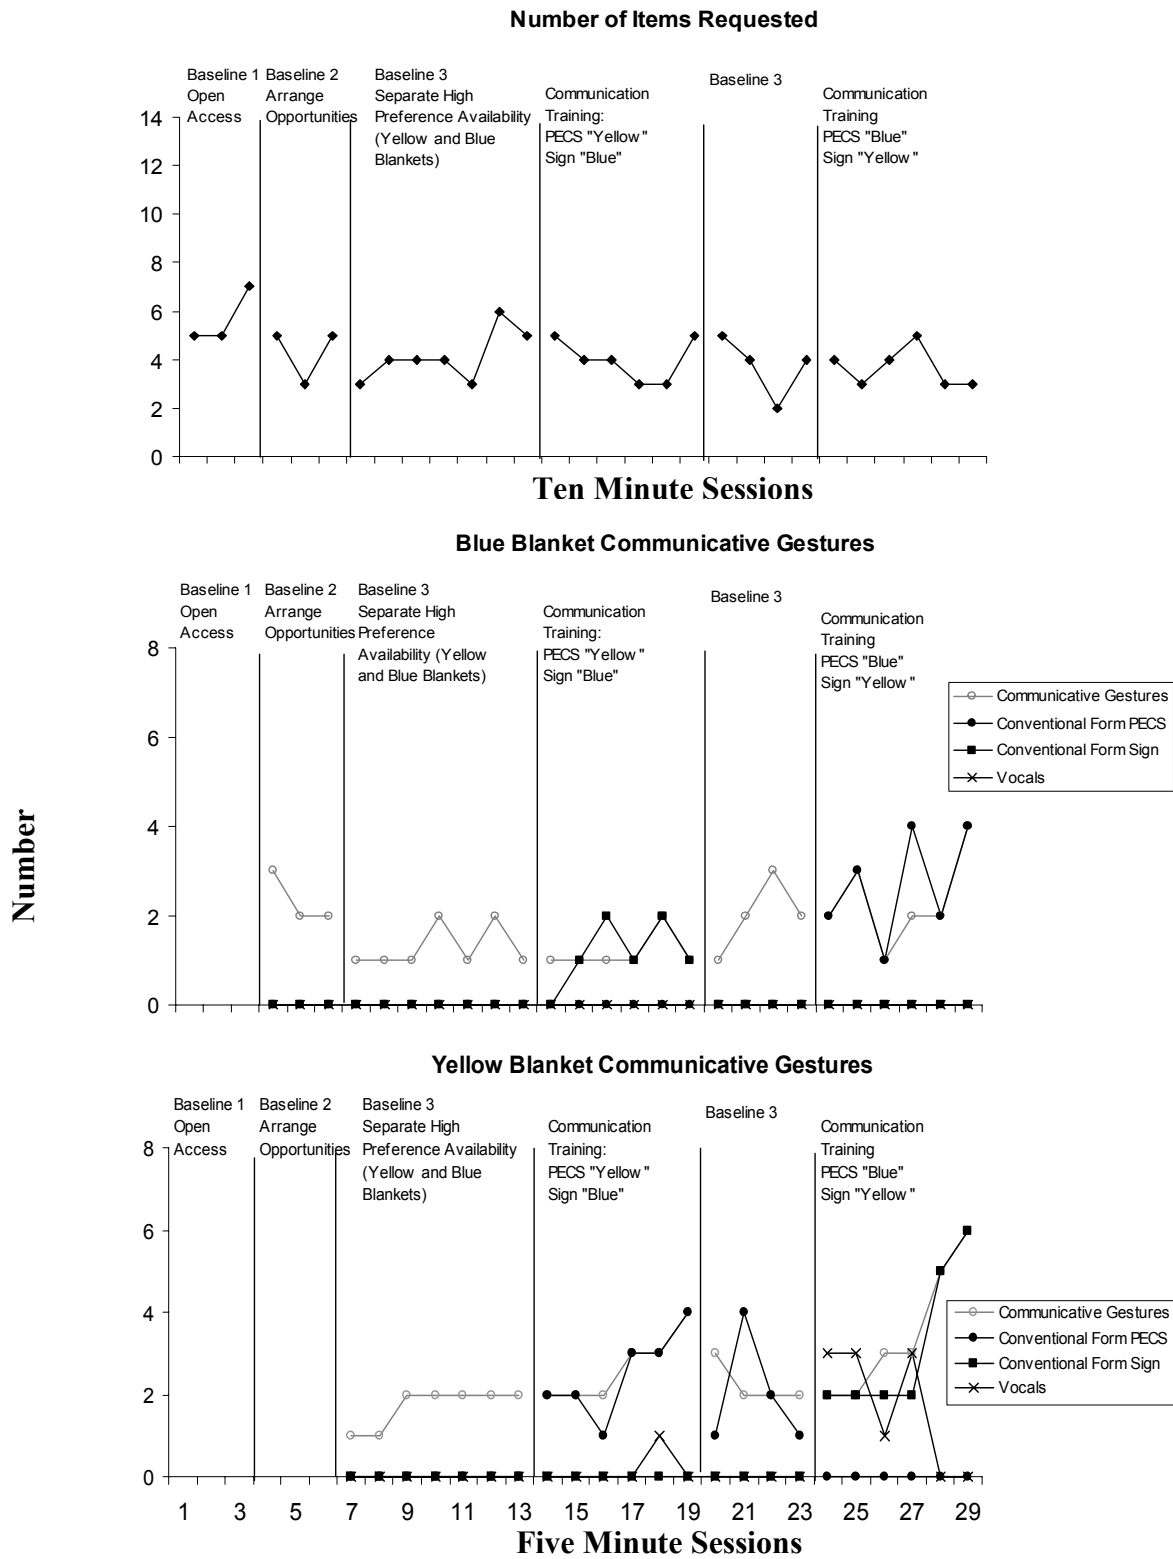 Number of Items Requested
Baseline 1
Open
Access
Baseline 2
Arrange
Opportunities
Baseline 3
Separate High
Preference Availability
(Yellow and Blue
Blankets)
Communication
Training:
PECS "Yellow"
Sign "Blue"
Baseline 3
Communication
Training
PECS "Blue"
Sign "Yellow"
14
12
10
8
6
4
2
0
Ten Minute Sessions
Blue Blanket Communicative Gestures
Baseline 1
Open
Access
Baseline 2
Arrange
Opportunities
Baseline 3
Separate High
Preference
Availability (Yellow
and Blue Blankets)
Communication
Training:
PECS "Yellow"
Sign "Blue"
Baseline 3
Communication
Training
PECS "Blue"
Sign "Yellow"
8
6
4
2
0
Communicative Gestures
Conventional Form PECS
Conventional Form Sign
Vocals
Number
Yellow Blanket Communicative Gestures
Baseline 1
Open
Access
Baseline 2
Arrange
Opportunities
Baseline 3
Separate High
Preference Availability
(Yellow and Blue
Blankets)
Communication
Training:
PECS "Yellow"
Sign "Blue"
Baseline 3
Communication
Training
PECS "Blue"
Sign "Yellow"
8
6
4
2
0
Communicative Gestures
Conventional Form PECS
Conventional Form Sign
Vocals
1 3 5 7 9 11 13 15 17 19 21 23 25 27 29
Five Minute Sessions